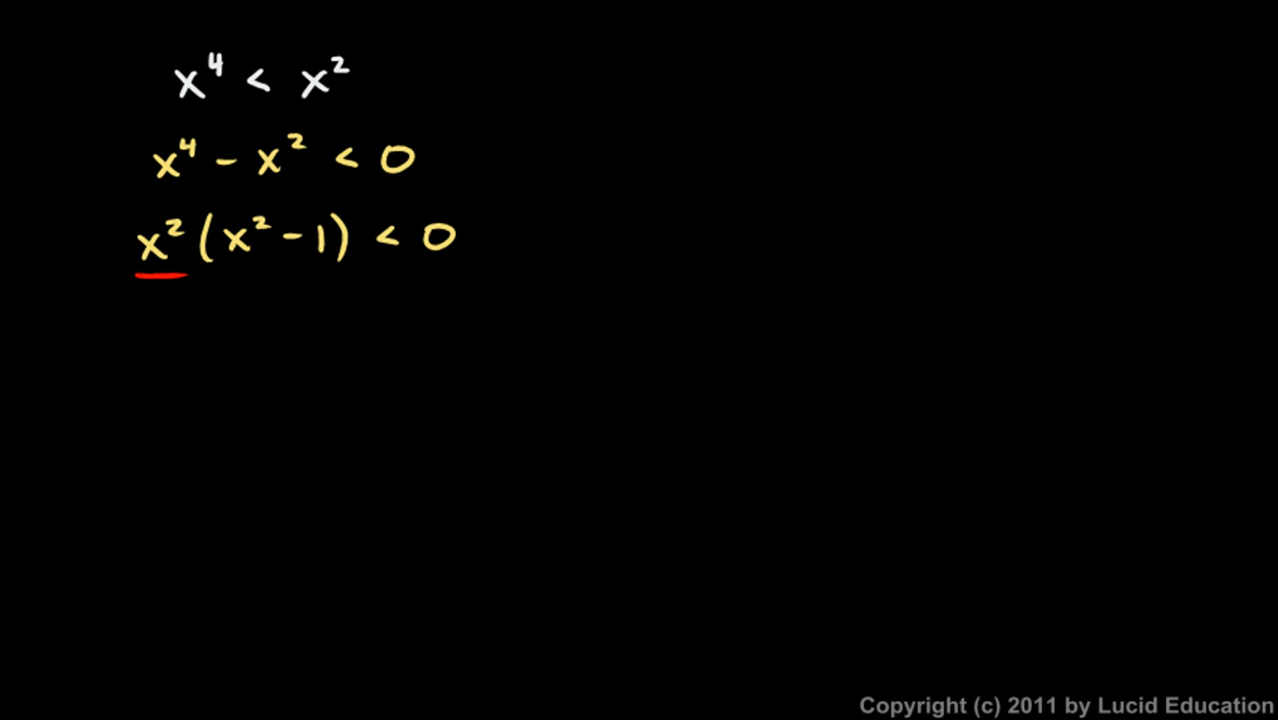 x⁴ < x²
x⁴ - x² < 0
x² (x² - 1) < 0
Copyright (c) 2011 by Lucid Education